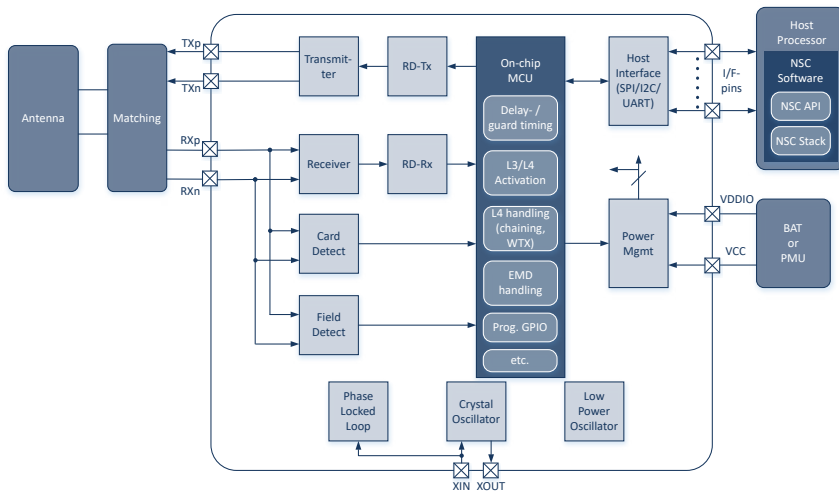 TXp
TXn
RXp
RXn
Antenna
Matching
Transmit-
ter
RD-Tx
Receiver
RD-Rx
Card
Detect
Field
Detect
On-chip
MCU
Delay- /
guard timing
L3/L4
Activation
L4 handling
(chaining,
WTX)
EMD
handling
Prog. GPIO
etc.
Host
Interface
(SPI/I2C/
UART)
I/F-
pins
Host
Processor
NSC
Software
NSC API
NSC Stack
Power
Mgmt
VDDIO
VCC
BAT
or
PMU
Phase
Locked
Loop
Crystal
Oscillator
Low
Power
Oscillator
XIN
XOUT